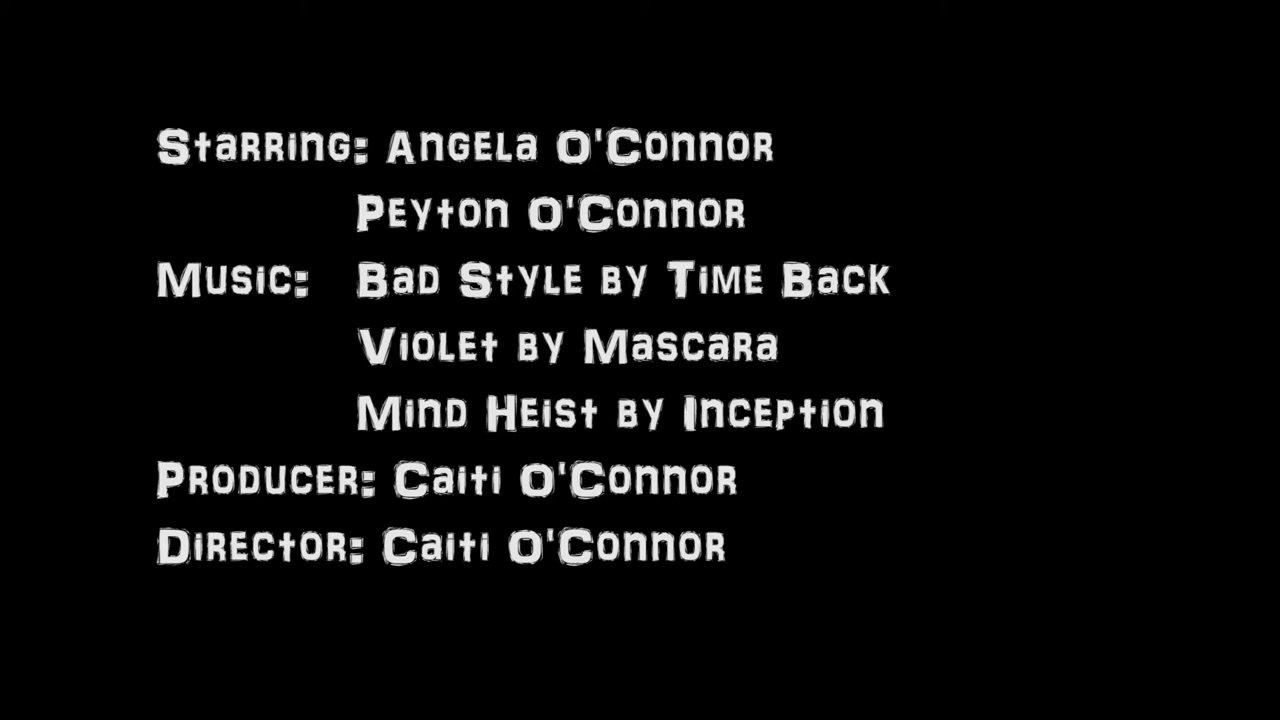 Starring: Angela O'Connor
Peyton O'Connor
Music: Bad Style by Time Back
Violet by Mascara
Mind Heist by Inception
Producer: Caiti O'Connor
Director: Caiti O'Connor